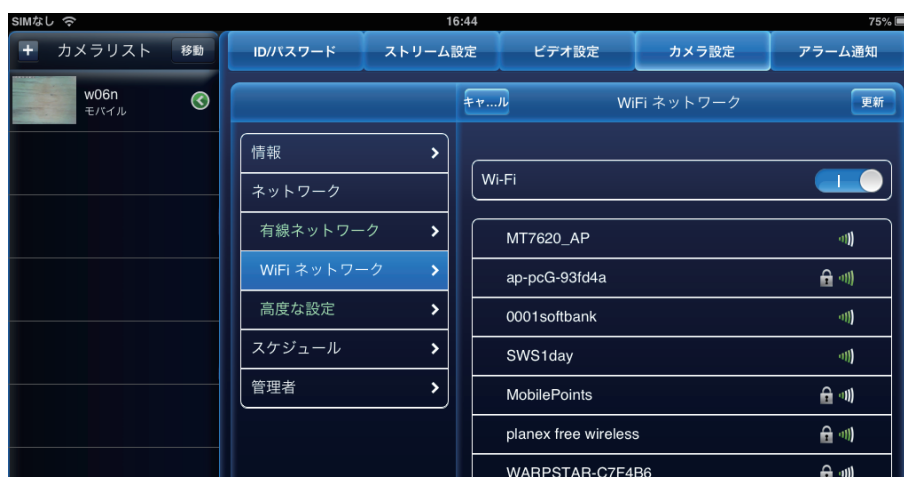 SIMなし 16:44 75%
+ カメラリスト 移動
ID/パスワード ストリーム設定 ビデオ設定 カメラ設定 アラーム通知
w06n
モバイル
キャ...ル WiFi ネットワーク 更新
情報
ネットワーク
有線ネットワーク
WiFi ネットワーク
高度な設定
スケジュール
管理者
Wi-Fi
MT7620_AP
ap-pcG-93fd4a
0001softbank
SWS1day
MobilePoints
planex free wireless
WARPSTAR-C7F4B6